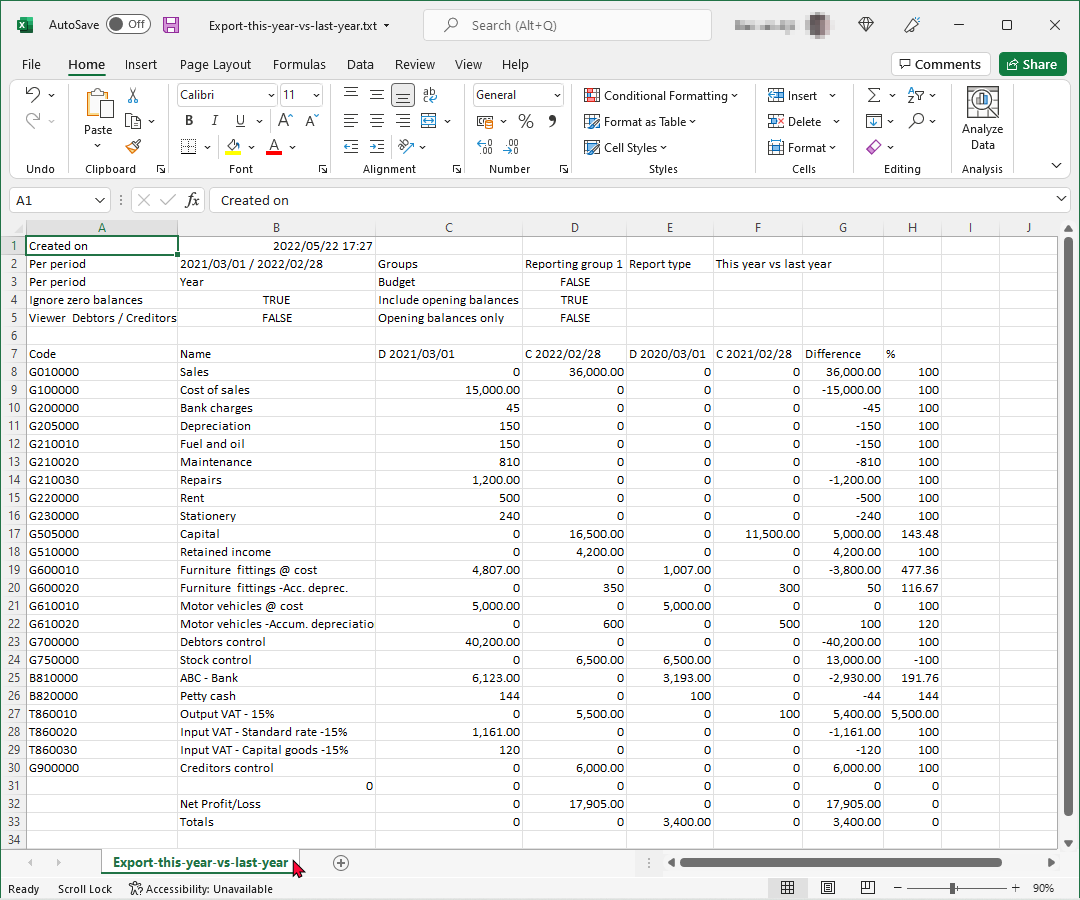 AutoSave Off Export-this-year-vs-last-year.txt Search (Alt+Q)
File Home Insert Page Layout Formulas Data Review View Help Comments Share
Calibri 11 ab c General Conditional Formatting Insert
Paste B I U A A % Format as Table Delete Analyze Data
A Cell Styles Format
Undo Clipboard Font Alignment Number Styles Cells Editing Analysis
A1 fx Created on
A B C D E F G H I J
1 Created on 2022/05/22 17:27
2 Per period 2021/03/01 / 2022/02/28 Groups Reporting group 1 Report type This year vs last year
3 Per period Year Budget FALSE
4 Ignore zero balances TRUE Include opening balances TRUE
5 Viewer Debtors / Creditors FALSE Opening balances only FALSE
6
7 Code Name D 2021/03/01 C 2022/02/28 D 2020/03/01 C 2021/02/28 Difference %
8 G010000 Sales 0 36,000.00 0 0 36,000.00 100
9 G100000 Cost of sales 15,000.00 0 0 0 -15,000.00 100
10 G200000 Bank charges 45 0 0 0 -45 100
11 G205000 Depreciation 150 0 0 0 -150 100
12 G210010 Fuel and oil 150 0 0 0 -150 100
13 G210020 Maintenance 810 0 0 0 -810 100
14 G210030 Repairs 1,200.00 0 0 0 -1,200.00 100
15 G220000 Rent 500 0 0 0 -500 100
16 G230000 Stationery 240 0 0 0 -240 100
17 G505000 Capital 0 16,500.00 0 11,500.00 5,000.00 143.48
18 G510000 Retained income 0 4,200.00 0 0 4,200.00 100
19 G600010 Furniture fittings @ cost 4,807.00 0 1,007.00 0 -3,800.00 477.36
20 G600020 Furniture fittings -Acc. deprec. 0 350 0 300 50 116.67
21 G610010 Motor vehicles @ cost 5,000.00 0 5,000.00 0 0 100
22 G610020 Motor vehicles -Accum. depreciatio 0 600 0 500 100 120
23 G700000 Debtors control 40,200.00 0 0 0 -40,200.00 100
24 G750000 Stock control 0 6,500.00 6,500.00 0 13,000.00 -100
25 B810000 ABC - Bank 6,123.00 0 3,193.00 0 -2,930.00 191.76
26 B820000 Petty cash 144 0 100 0 -44 144
27 T860010 Output VAT - 15% 0 5,500.00 0 100 5,400.00 5,500.00
28 T860020 Input VAT - Standard rate -15% 1,161.00 0 0 0 -1,161.00 100
29 T860030 Input VAT - Capital goods -15% 120 0 0 0 -120 100
30 G900000 Creditors control 0 6,000.00 0 0 6,000.00 100
31 0 0 0 0 0 0 0
32 Net Profit/Loss 0 17,905.00 0 0 17,905.00 0
33 Totals 0 0 3,400.00 0 3,400.00 0
34
Export-this-year-vs-last-year
Ready Scroll Lock Accessibility: Unavailable 90%